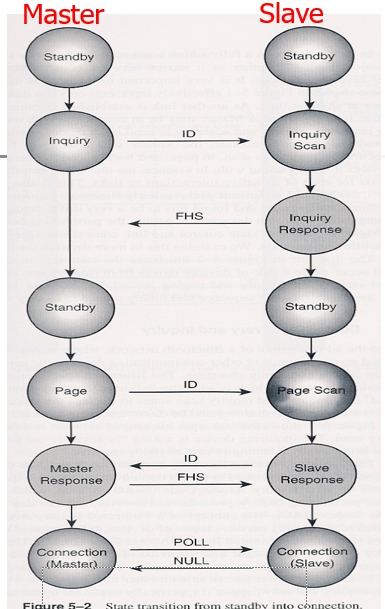 Master Slave
Standby Standby
Inquiry ID Inquiry
Scan
FHS Inquiry
Response
Standby Standby
Page ID Page Scan
Master
Response ID
FHS Slave
Response
Connection
(Master) POLL
NULL Connection
(Slave)
Figure 5–2 State transition from standby into connection.